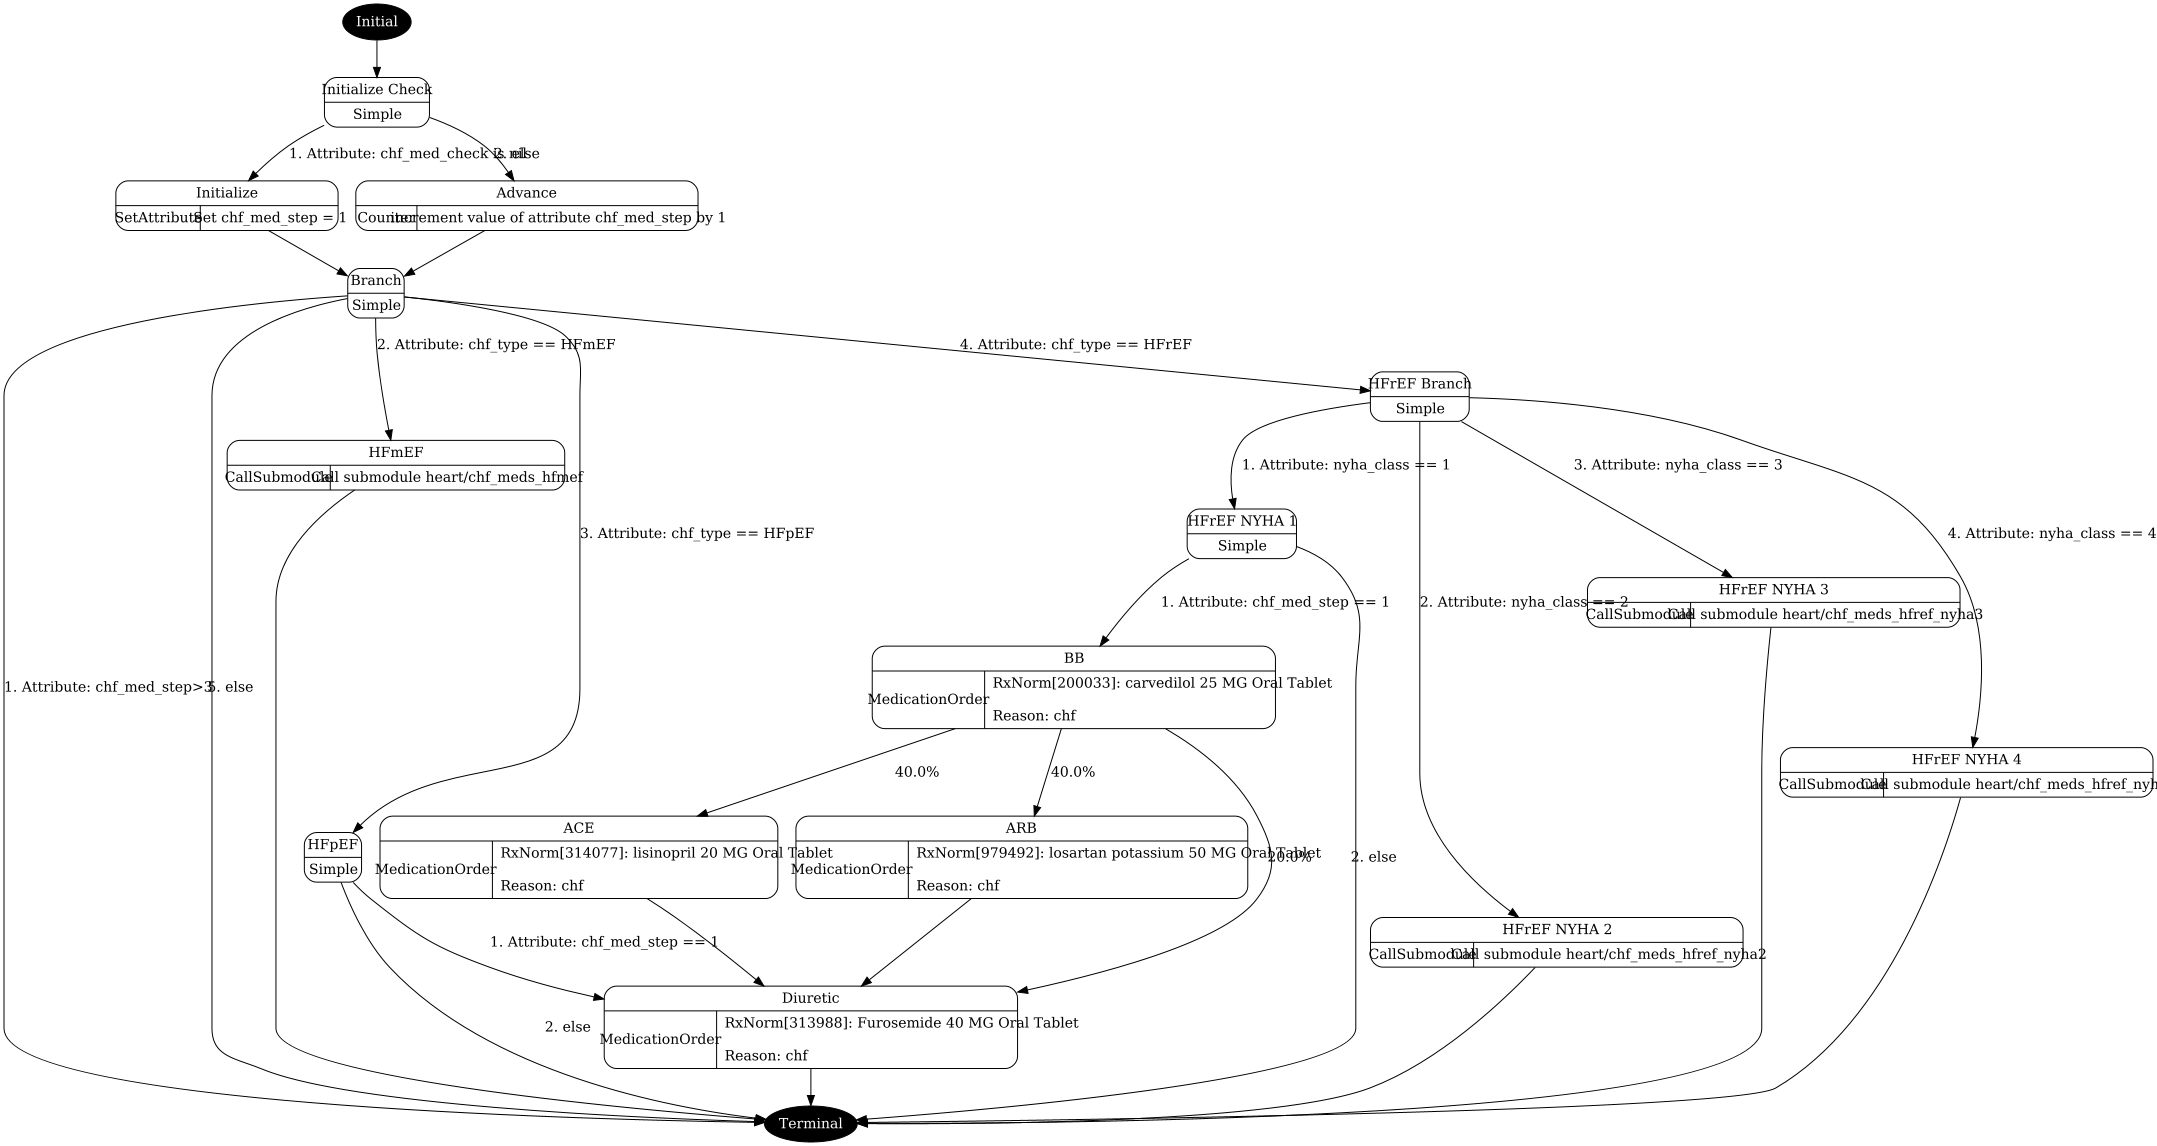 Initial
Initialize Check
Simple
1. Attribute: chf_med_check is nil
2. else
Initialize
SetAttribute
Set chf_med_step = 1
Advance
Counter
increment value of attribute chf_med_step by 1
Branch
Simple
2. Attribute: chf_type == HFmEF
4. Attribute: chf_type == HFrEF
HFrEF Branch
Simple
HFmEF
CallSubmodule
Call submodule heart/chf_meds_hfmef
1. Attribute: nyha_class == 1
3. Attribute: nyha_class == 3
3. Attribute: chf_type == HFpEF
HFrEF NYHA 1
Simple
4. Attribute: nyha_class == 4
1. Attribute: chf_med_step == 1
2. Attribute: nyha_class == 2
HFrEF NYHA 3
CallSubmodule
Call submodule heart/chf_meds_hfref_nyha3
1. Attribute: chf_med_step>3
5. else
BB
MedicationOrder
RxNorm[200033]: carvedilol 25 MG Oral Tablet
Reason: chf
40.0%
40.0%
HFrEF NYHA 4
CallSubmodule
Call submodule heart/chf_meds_hfref_nyh
HFpEF
Simple
ACE
MedicationOrder
RxNorm[314077]: lisinopril 20 MG Oral Tablet
Reason: chf
ARB
MedicationOrder
RxNorm[979492]: losartan potassium 50 MG Oral Tablet
Reason: chf
20.0%
2. else
1. Attribute: chf_med_step == 1
HFrEF NYHA 2
CallSubmodule
Call submodule heart/chf_meds_hfref_nyha2
2. else
Diuretic
MedicationOrder
RxNorm[313988]: Furosemide 40 MG Oral Tablet
Reason: chf
Terminal